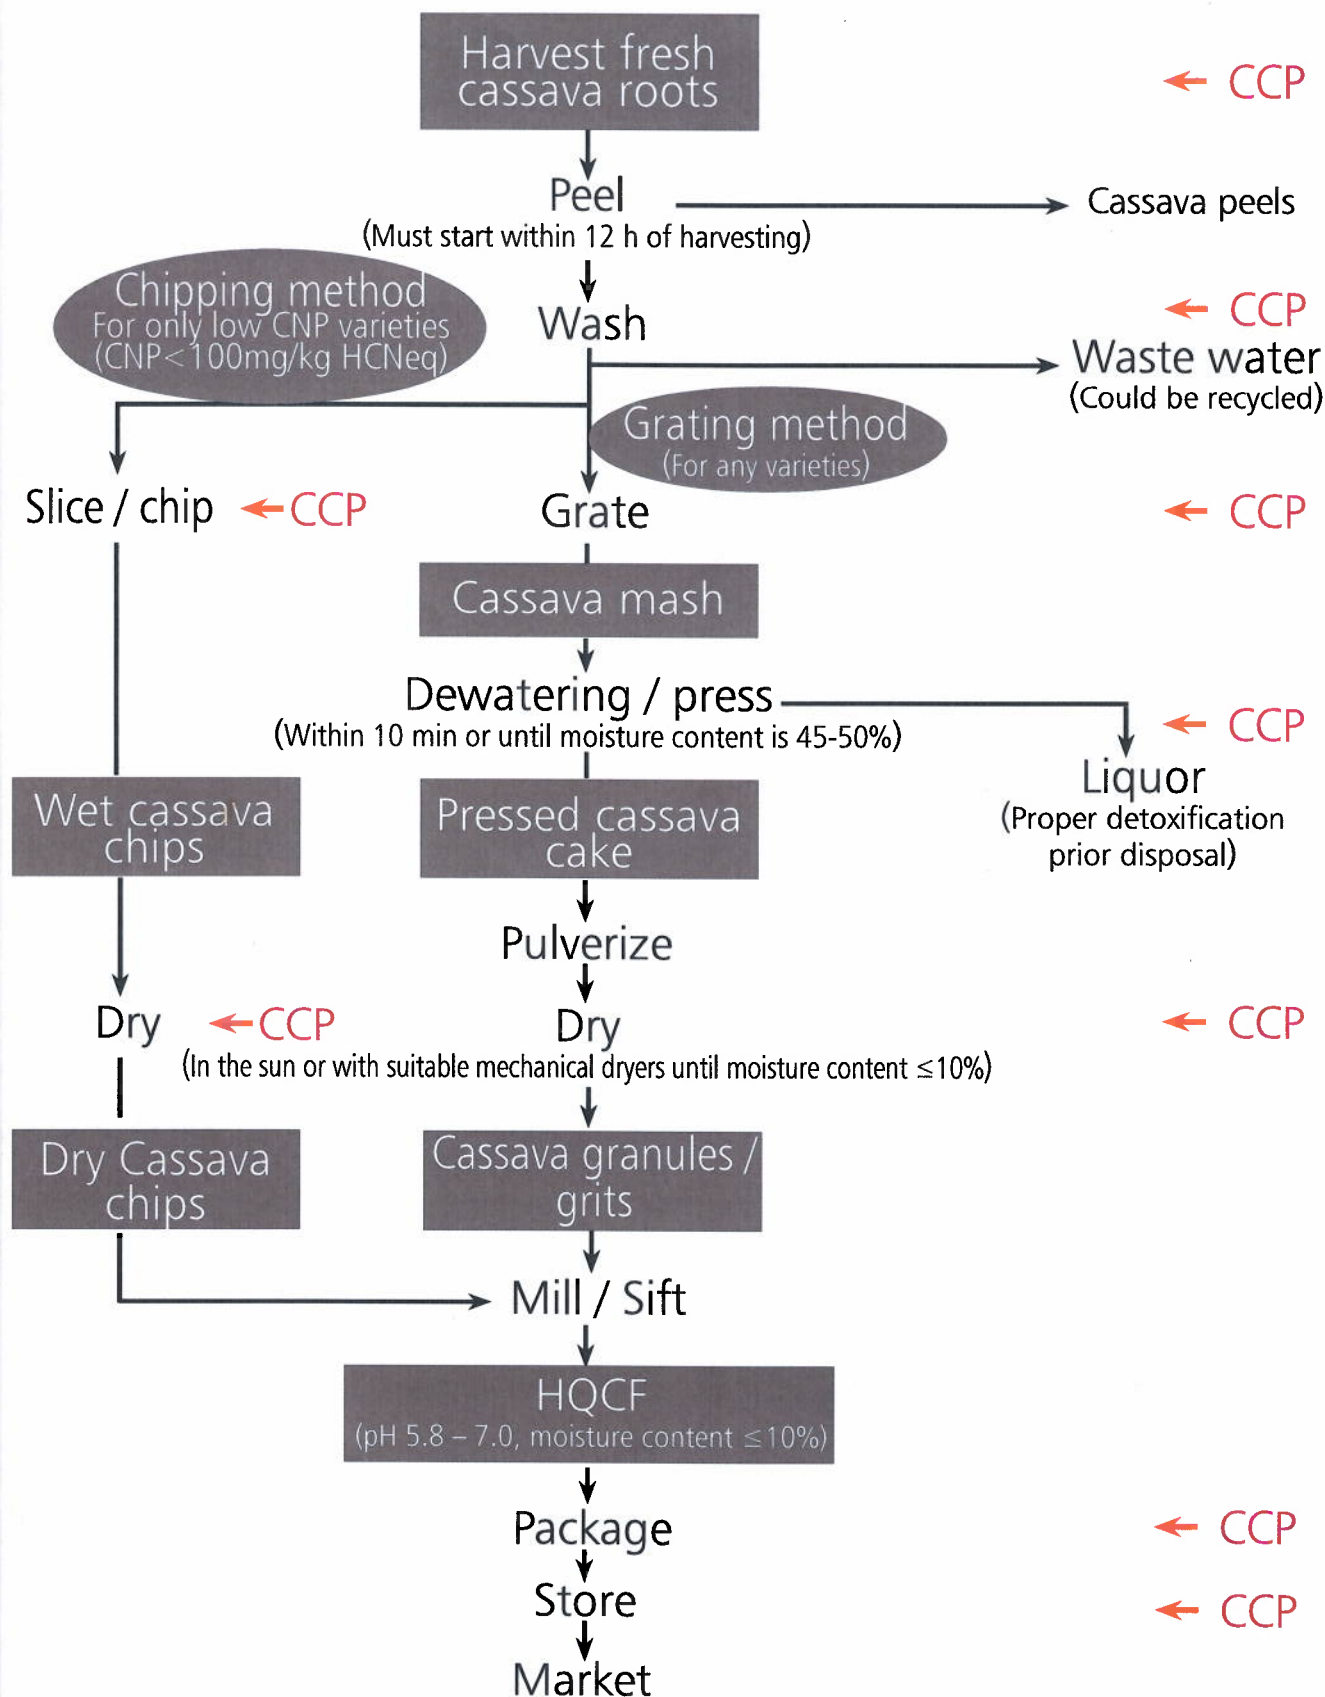 Harvest fresh
cassava roots
← CCP
Peel
(Must start within 12 h of harvesting)
Cassava peels
Chipping method
For only low CNP varieties
(CNP<100mg/kg HCNeq)
Wash
← CCP
Waste water
(Could be recycled)
Grating method
(For any varieties)
Slice / chip ← CCP
Grate
← CCP
Cassava mash
Dewatering / press
(Within 10 min or until moisture content is 45-50%)
← CCP
Liquor
(Proper detoxification
prior disposal)
Wet cassava
chips
Pressed cassava
cake
Pulverize
Dry ← CCP
Dry
← CCP
(In the sun or with suitable mechanical dryers until moisture content ≤10%)
Dry Cassava
chips
Cassava granules /
grits
Mill / Sift
HQCF
(pH 5.8 – 7.0, moisture content ≤10%)
Package
← CCP
Store
← CCP
Market